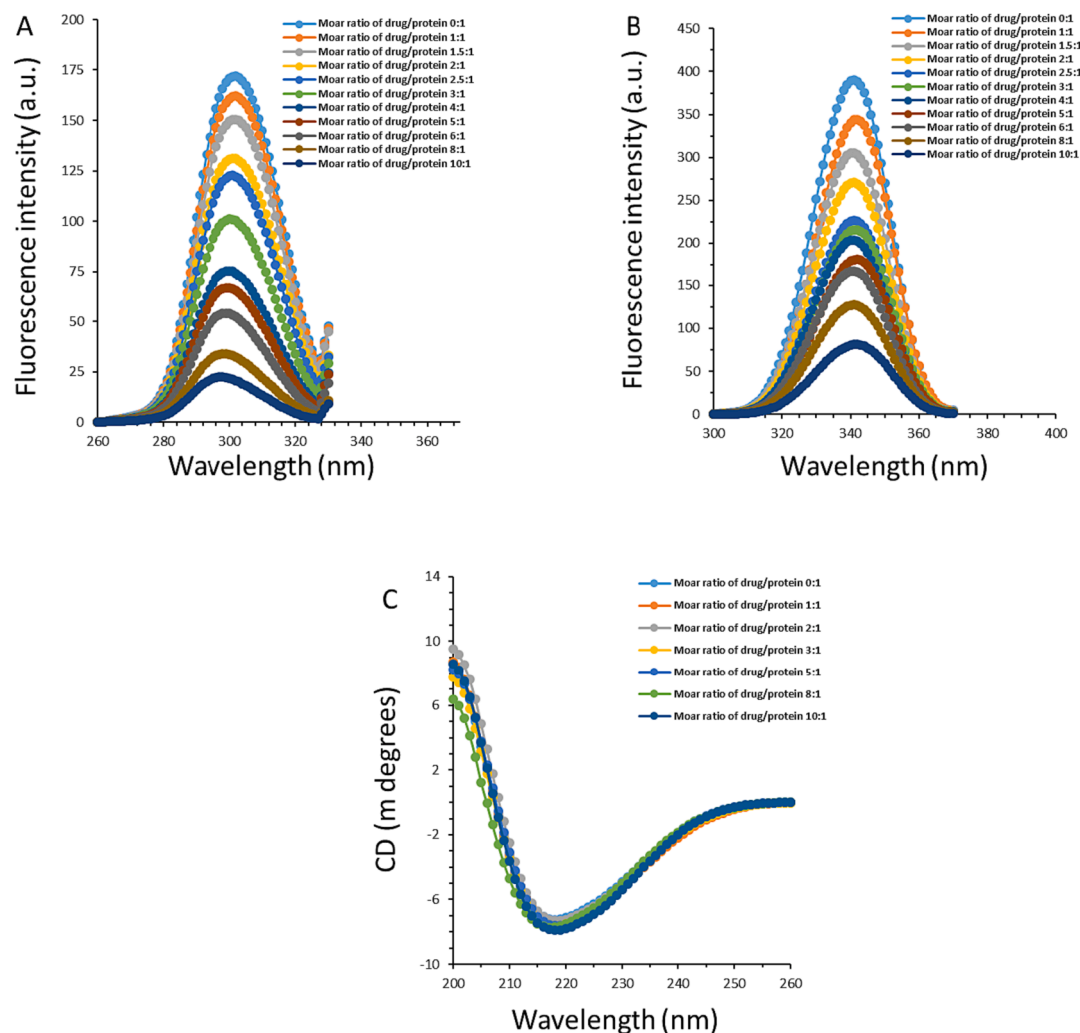 A
Fluorescence intensity (a.u.)
200
175
150
125
100
75
50
25
0
260 280 300 320 340 360
Wavelength (nm)
Moar ratio of drug/protein 0:1
Moar ratio of drug/protein 1:1
Moar ratio of drug/protein 1.5:1
Moar ratio of drug/protein 2:1
Moar ratio of drug/protein 2.5:1
Moar ratio of drug/protein 3:1
Moar ratio of drug/protein 4:1
Moar ratio of drug/protein 5:1
Moar ratio of drug/protein 6:1
Moar ratio of drug/protein 8:1
Moar ratio of drug/protein 10:1
B
Fluorescence intensity (a.u.)
450
400
350
300
250
200
150
100
50
0
300 320 340 360 380 400
Wavelength (nm)
Moar ratio of drug/protein 0:1
Moar ratio of drug/protein 1:1
Moar ratio of drug/protein 1.5:1
Moar ratio of drug/protein 2:1
Moar ratio of drug/protein 2.5:1
Moar ratio of drug/protein 3:1
Moar ratio of drug/protein 4:1
Moar ratio of drug/protein 5:1
Moar ratio of drug/protein 6:1
Moar ratio of drug/protein 8:1
Moar ratio of drug/protein 10:1
C
CD (m degrees)
14
10
6
2
-2
-6
-10
200 210 220 230 240 250 260
Wavelength (nm)
Moar ratio of drug/protein 0:1
Moar ratio of drug/protein 1:1
Moar ratio of drug/protein 2:1
Moar ratio of drug/protein 3:1
Moar ratio of drug/protein 5:1
Moar ratio of drug/protein 8:1
Moar ratio of drug/protein 10:1